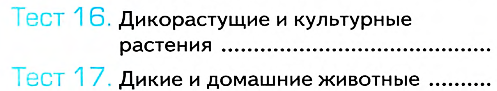 Тест 16. Дикорастущие и культурные
растения ........................................
Тест 17. Дикие и домашние животные ..........